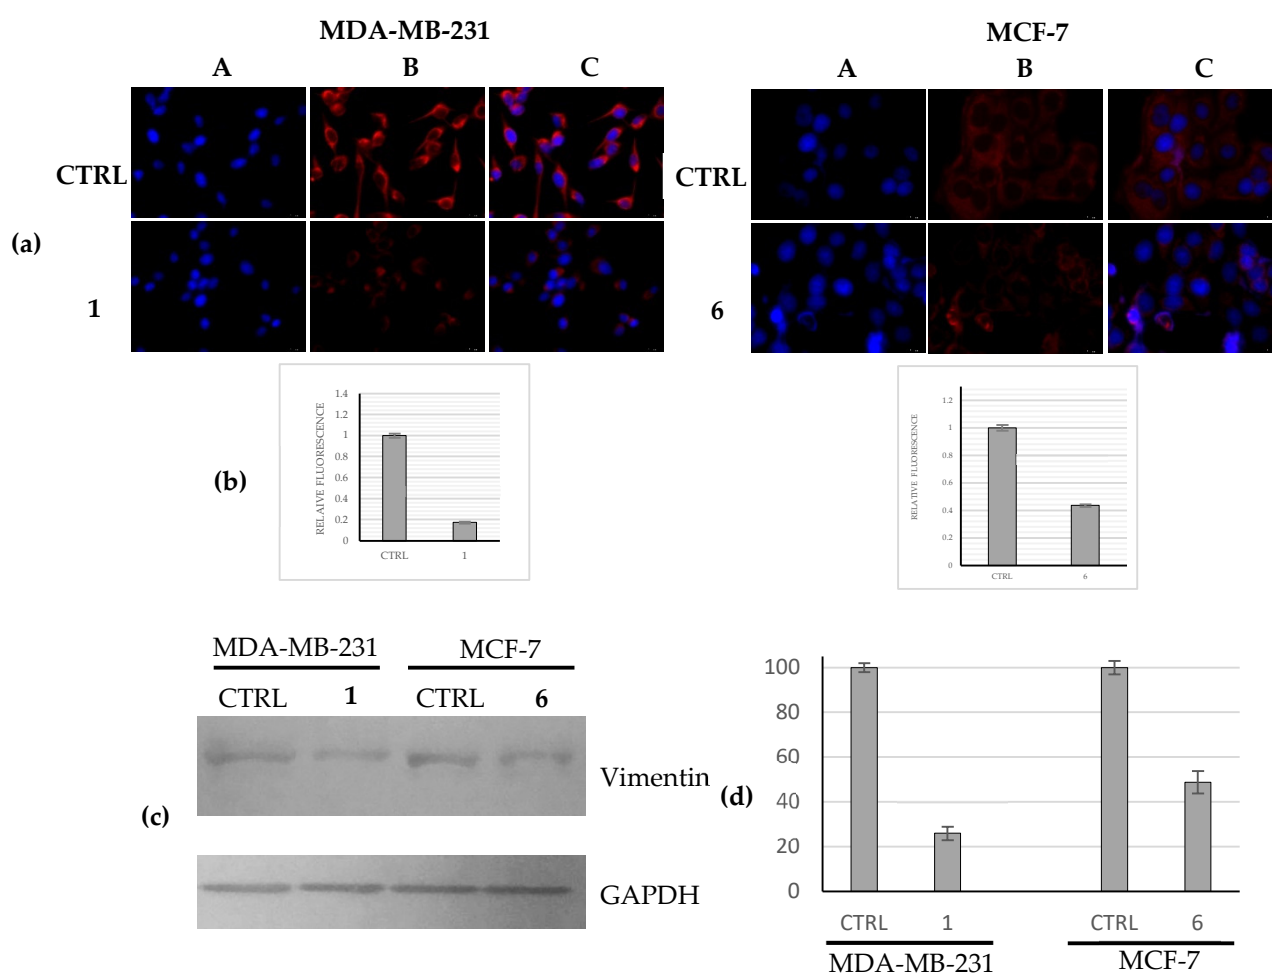 MDA-MB-231
A B C
CTRL
1
MCF-7
A B C
CTRL
6
(a)
(b)
RELAIVE FLUORESCENCE
1.4
1.2
1
0.8
0.6
0.4
0.2
0
CTRL 1
RELATIVE FLUORESCENCE
1.2
1
0.8
0.6
0.4
0.2
0
CTRL 6
(c)
MDA-MB-231 MCF-7
CTRL 1 CTRL 6
Vimentin
GAPDH
(d)
100
80
60
40
20
0
CTRL 1 CTRL 6
MDA-MB-231 MCF-7